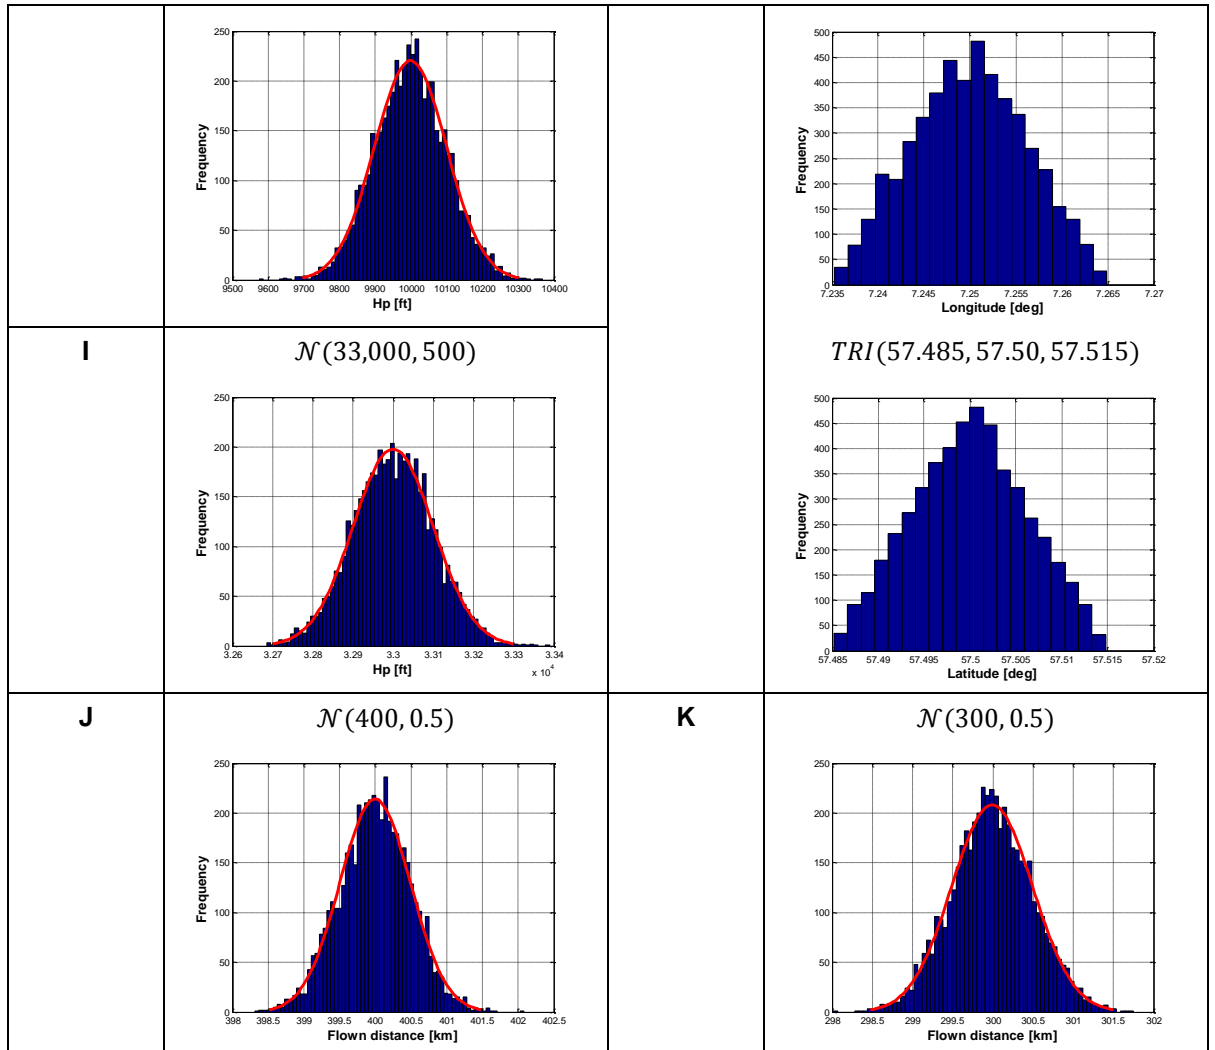 250
200
150
100
50
0
Frequency
9500 9600 9700 9800 9900 10000 10100 10200 10300 10400
Hp [ft]
500
450
400
350
300
250
200
150
100
50
0
Frequency
7.235 7.24 7.245 7.25 7.255 7.26 7.265 7.27
Longitude [deg]
I
𝒩(33,000, 500)
250
200
150
100
50
0
Frequency
3.26 3.27 3.28 3.29 3.3 3.31 3.32 3.33 3.34
Hp [ft]
x 10⁴
TRI(57.485, 57.50, 57.515)
500
450
400
350
300
250
200
150
100
50
0
Frequency
57.485 57.49 57.495 57.5 57.505 57.51 57.515 57.52
Latitude [deg]
J
𝒩(400, 0.5)
250
200
150
100
50
0
Frequency
398 398.5 399 399.5 400 400.5 401 401.5 402 402.5
Flown distance [km]
K
𝒩(300, 0.5)
250
200
150
100
50
0
298 298.5 299 299.5 300 300.5 301 301.5 302
Flown distance [km]